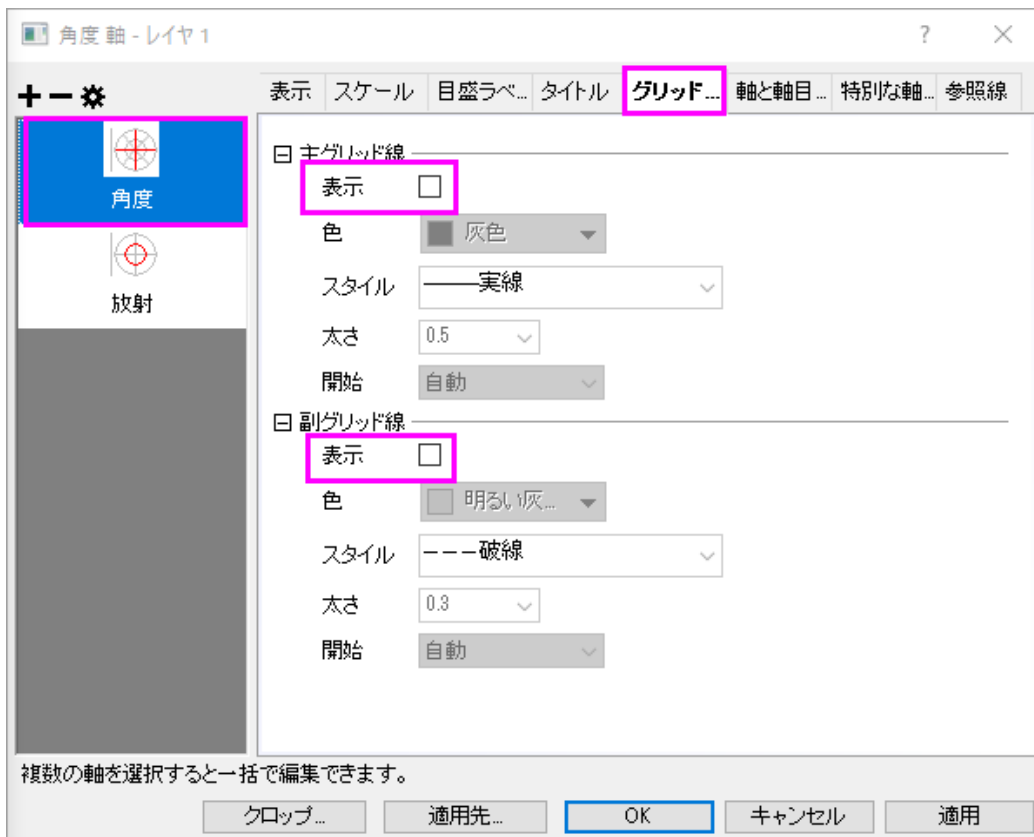 角度 軸 - レイヤ 1
表示 スケール 目盛ラベ... タイトル グリッド... 軸と軸目... 特別な軸... 参照線
角度
放射
主グリッド線
表示
色 灰色
スタイル 実線
太さ 0.5
開始 自動
副グリッド線
表示
色 明るい灰...
スタイル 破線
太さ 0.3
開始 自動
複数の軸を選択すると一括で編集できます。
クロップ... 適用先... OK キャンセル 適用